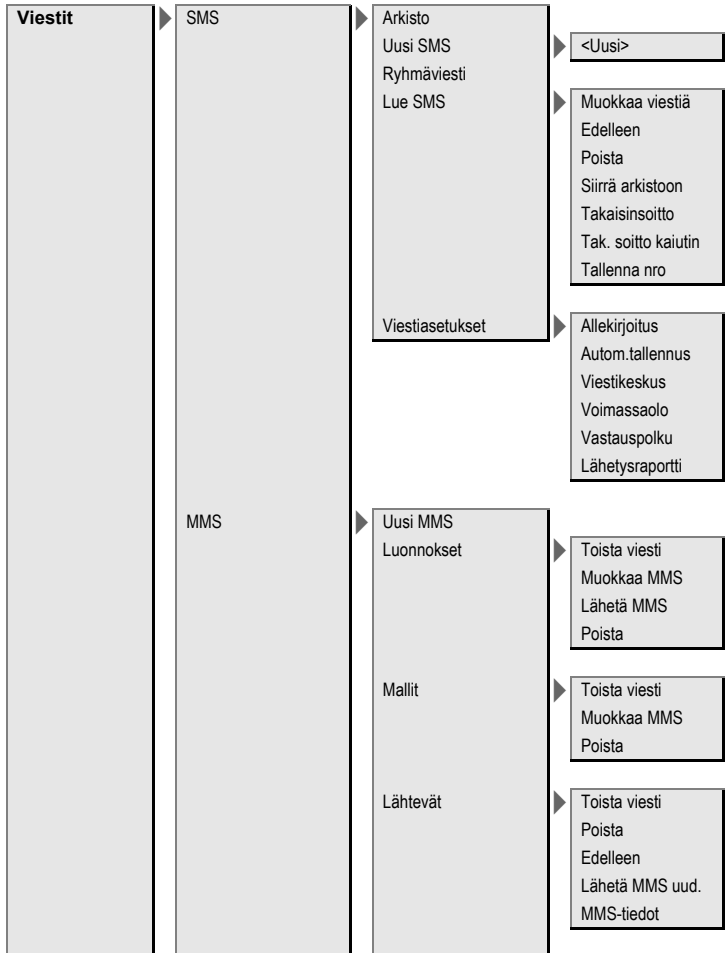 Viestit
SMS
Arkisto
Uusi SMS
<Uusi>
Ryhmäviesti
Lue SMS
Muokkaa viestiä
Edelleen
Poista
Siirrä arkistoon
Takaisinsoitto
Tak. soitto kaiutin
Tallenna nro
Viestiasetukset
Allekirjoitus
Autom.tallennus
Viestikeskus
Voimassaolo
Vastauspolku
Lähetysraportti
MMS
Uusi MMS
Luonnokset
Toista viesti
Muokkaa MMS
Lähetä MMS
Poista
Mallit
Toista viesti
Muokkaa MMS
Poista
Lähtevät
Toista viesti
Poista
Edelleen
Lähetä MMS uud.
MMS-tiedot